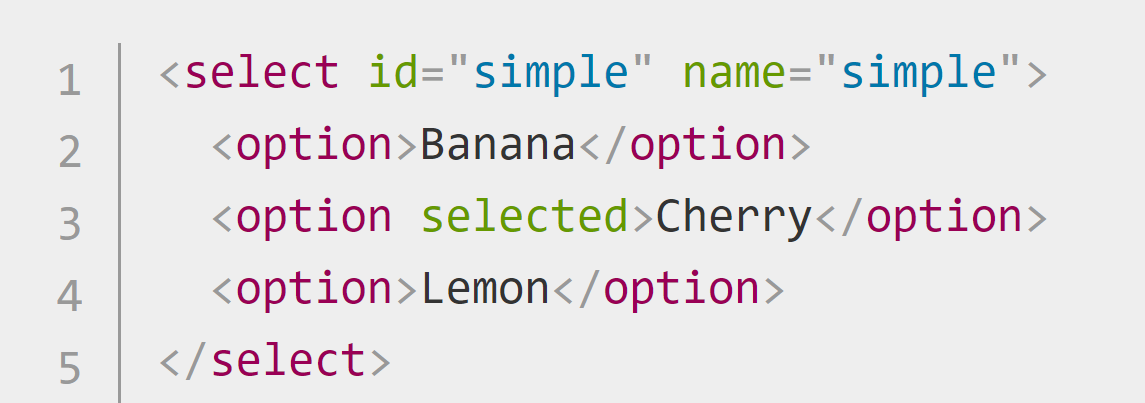 1 <select id="simple" name="simple">
2   <option>Banana</option>
3   <option selected>Cherry</option>
4   <option>Lemon</option>
5 </select>